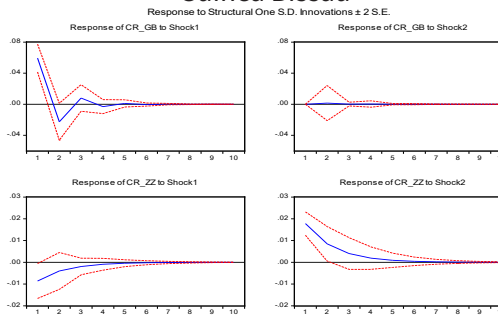 Response to Structural One S.D. Innovations ± 2 S.E.
Response of CR_GB to Shock1
.08
.04
.00
-.04
1 2 3 4 5 6 7 8 9 10
Response of CR_GB to Shock2
.08
.04
.00
-.04
1 2 3 4 5 6 7 8 9
Response of CR_ZZ to Shock1
.03
.02
.01
.00
-.01
-.02
1 2 3 4 5 6 7 8 9 10
Response of CR_ZZ to Shock2
.03
.02
.01
.00
-.01
-.02
1 2 3 4 5 6 7 8 9